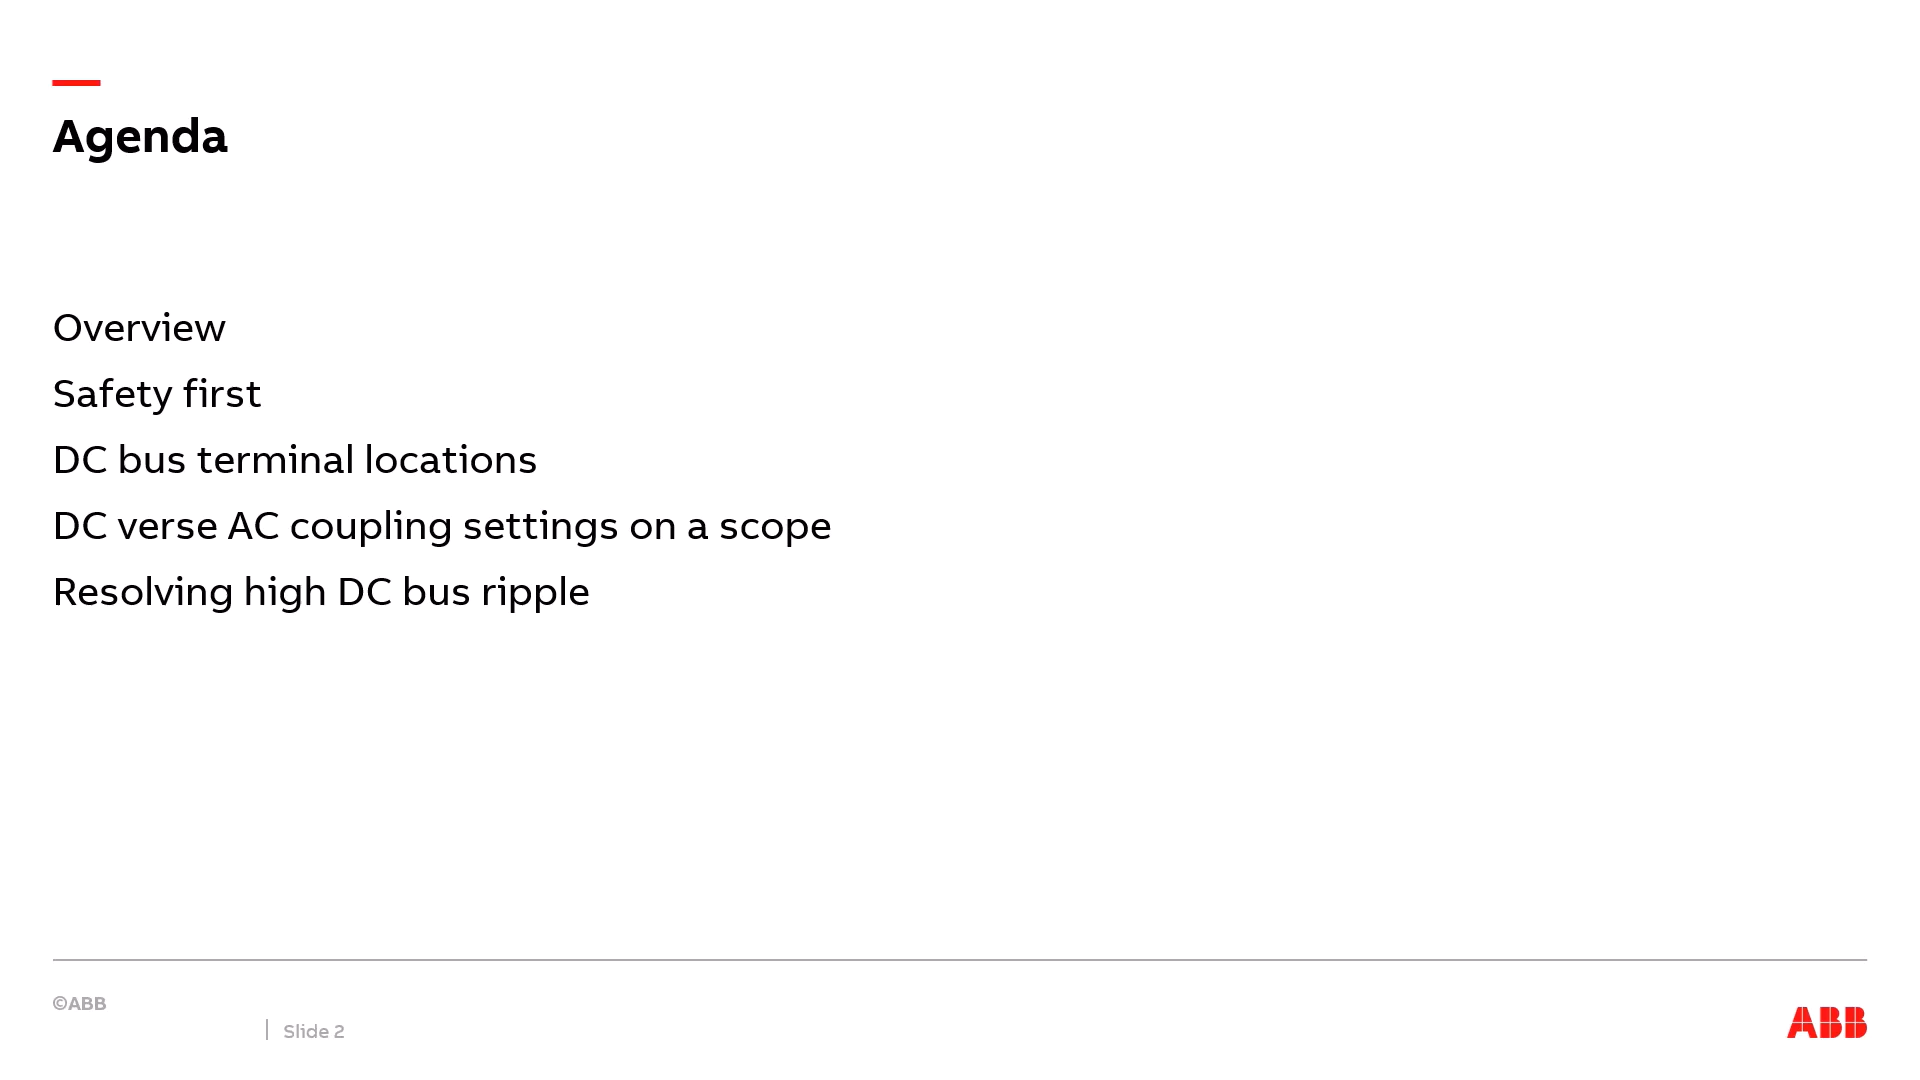 Agenda
Overview
Safety first
DC bus terminal locations
DC verse AC coupling settings on a scope
Resolving high DC bus ripple
©ABB
Slide 2
ABB